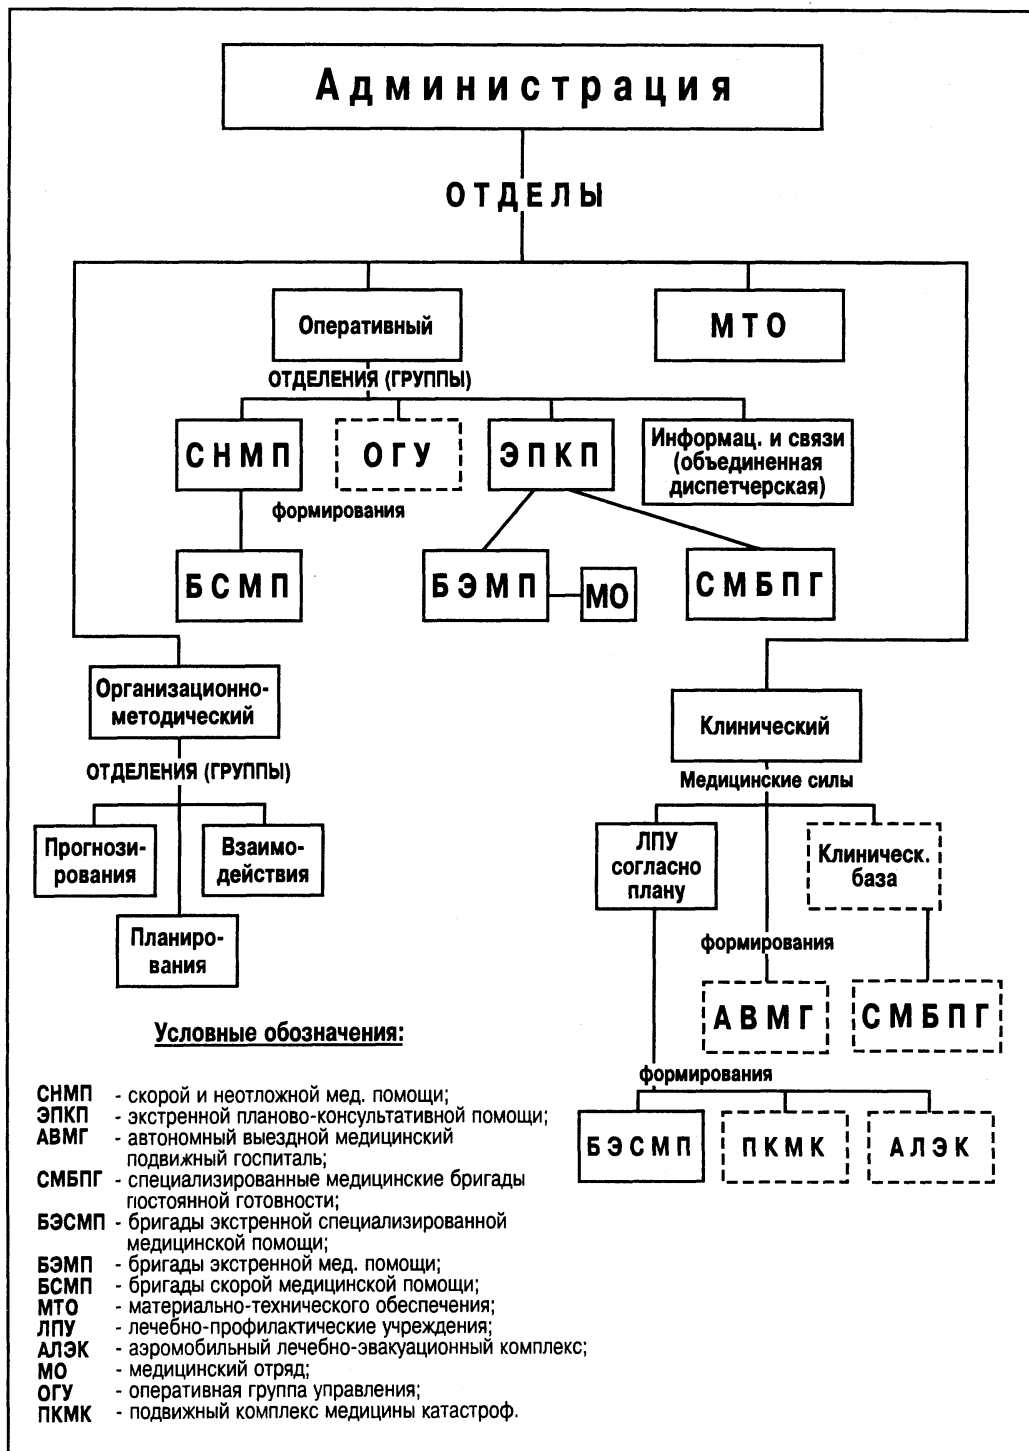 Администрация
ОТДЕЛЫ
Оперативный
МТО
ОТДЕЛЕНИЯ (ГРУППЫ)
СНМП
ОГУ
ЭПКП
Информац. и связи
(объединенная
диспетчерская)
формирования
БСМП
БЭМП
МО
СМБПГ
Организационно-
методический
ОТДЕЛЕНИЯ (ГРУППЫ)
Прогнози-
рования
Взаимо-
действия
Планиро-
вания
Клинический
Медицинские силы
ЛПУ
согласно
плану
Клиническ.
база
формирования
АВМГ
СМБПГ
формирования
БЭСМП
ПКМК
АЛЭК
Условные обозначения:
СНМП - скорой и неотложной мед. помощи;
ЭПКП - экстренной планово-консультативной помощи;
АВМГ - автономный выездной медицинский
подвижный госпиталь;
СМБПГ - специализированные медицинские бригады
постоянной готовности;
БЭСМП - бригады экстренной специализированной
медицинской помощи;
БЭМП - бригады экстренной мед. помощи;
БСМП - бригады скорой медицинской помощи;
МТО - материально-технического обеспечения;
ЛПУ - лечебно-профилактические учреждения;
АЛЭК - аэромобильный лечебно-эвакуационный комплекс;
МО - медицинский отряд;
ОГУ - оперативная группа управления;
ПКМК - подвижный комплекс медицины катастроф.